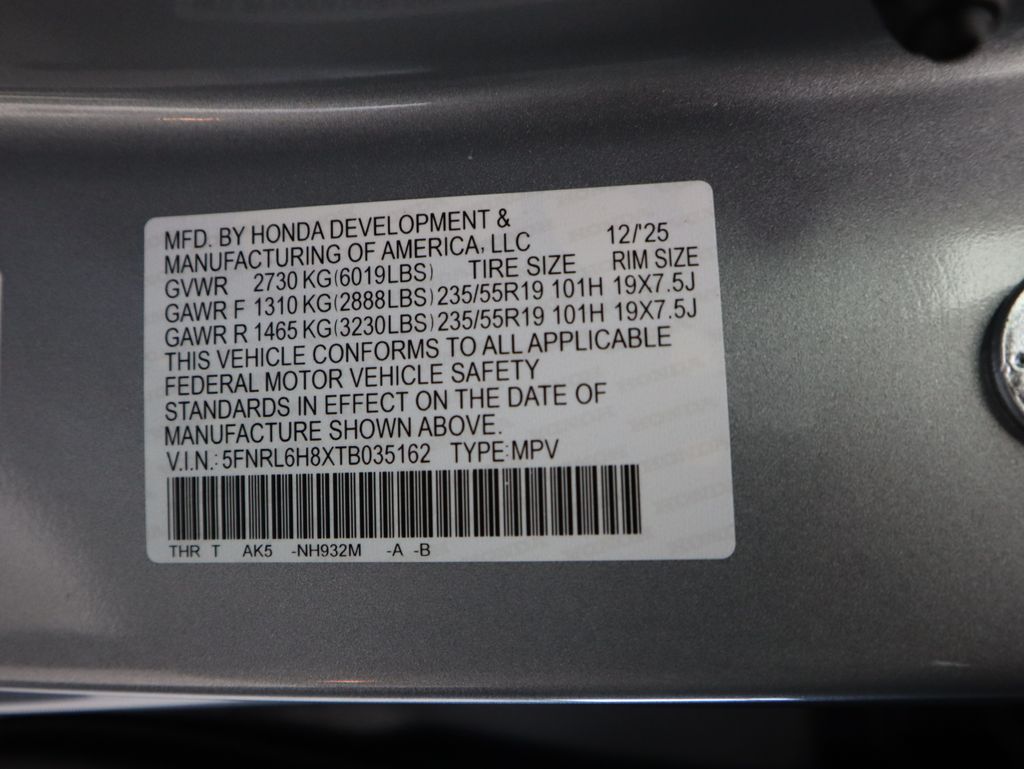 MFD. BY HONDA DEVELOPMENT &
MANUFACTURING OF AMERICA, LLC 12/'25
GVWR 2730 KG(6019LBS) TIRE SIZE RIM SIZE
GAWR F 1310 KG(2888LBS) 235/55R19 101H 19X7.5J
GAWR R 1465 KG(3230LBS) 235/55R19 101H 19X7.5J
THIS VEHICLE CONFORMS TO ALL APPLICABLE
FEDERAL MOTOR VEHICLE SAFETY
STANDARDS IN EFFECT ON THE DATE OF
MANUFACTURE SHOWN ABOVE.
V.I.N.: 5FNRL6H8XTB035162 TYPE:MPV
THR T AK5 -NH932M -A -B